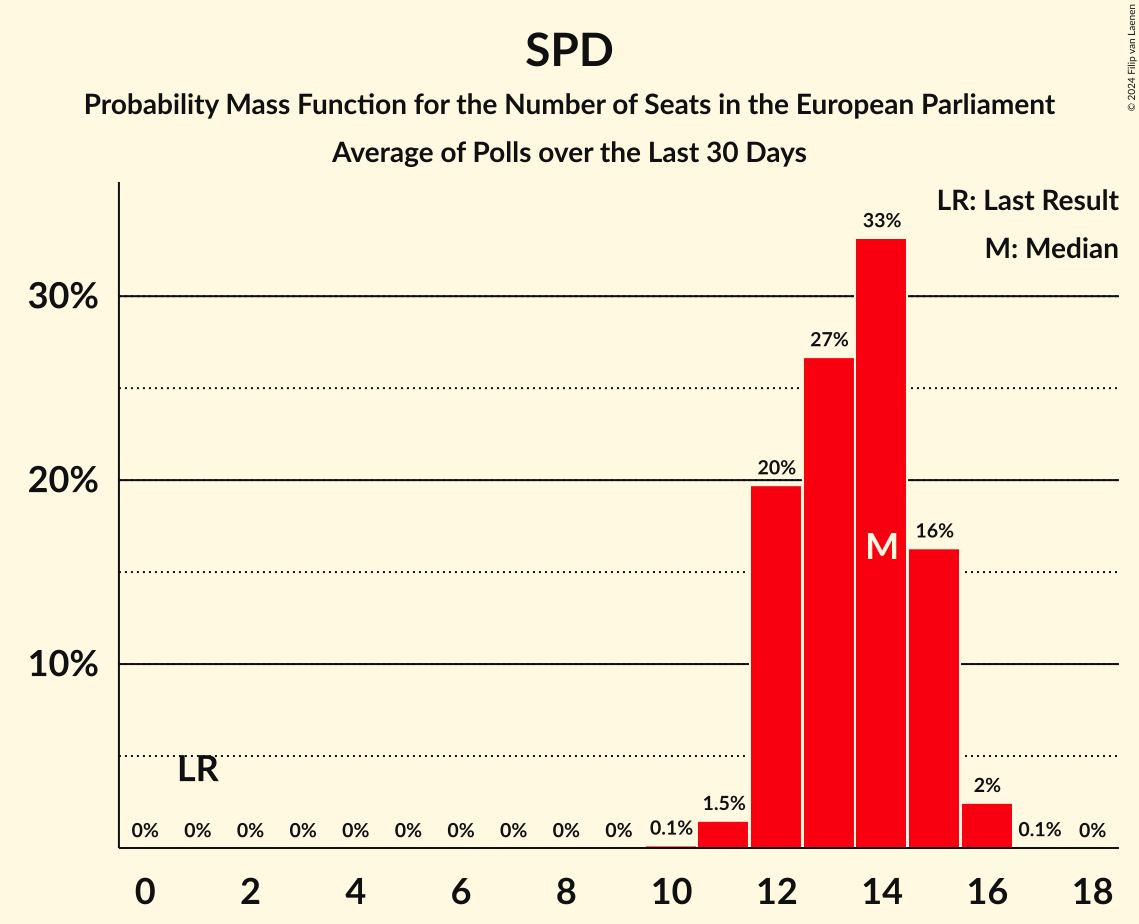 SPD
Probability Mass Function for the Number of Seats in the European Parliament
Average of Polls over the Last 30 Days
© 2024 Filip van Laenen
LR: Last Result
M: Median
30%
20%
10%
LR
M
0% 0% 0% 0% 0% 0% 0% 0% 0% 0% 0.1% 1.5% 20% 27% 33% 16% 2% 0.1% 0%
0 2 4 6 8 10 12 14 16 18